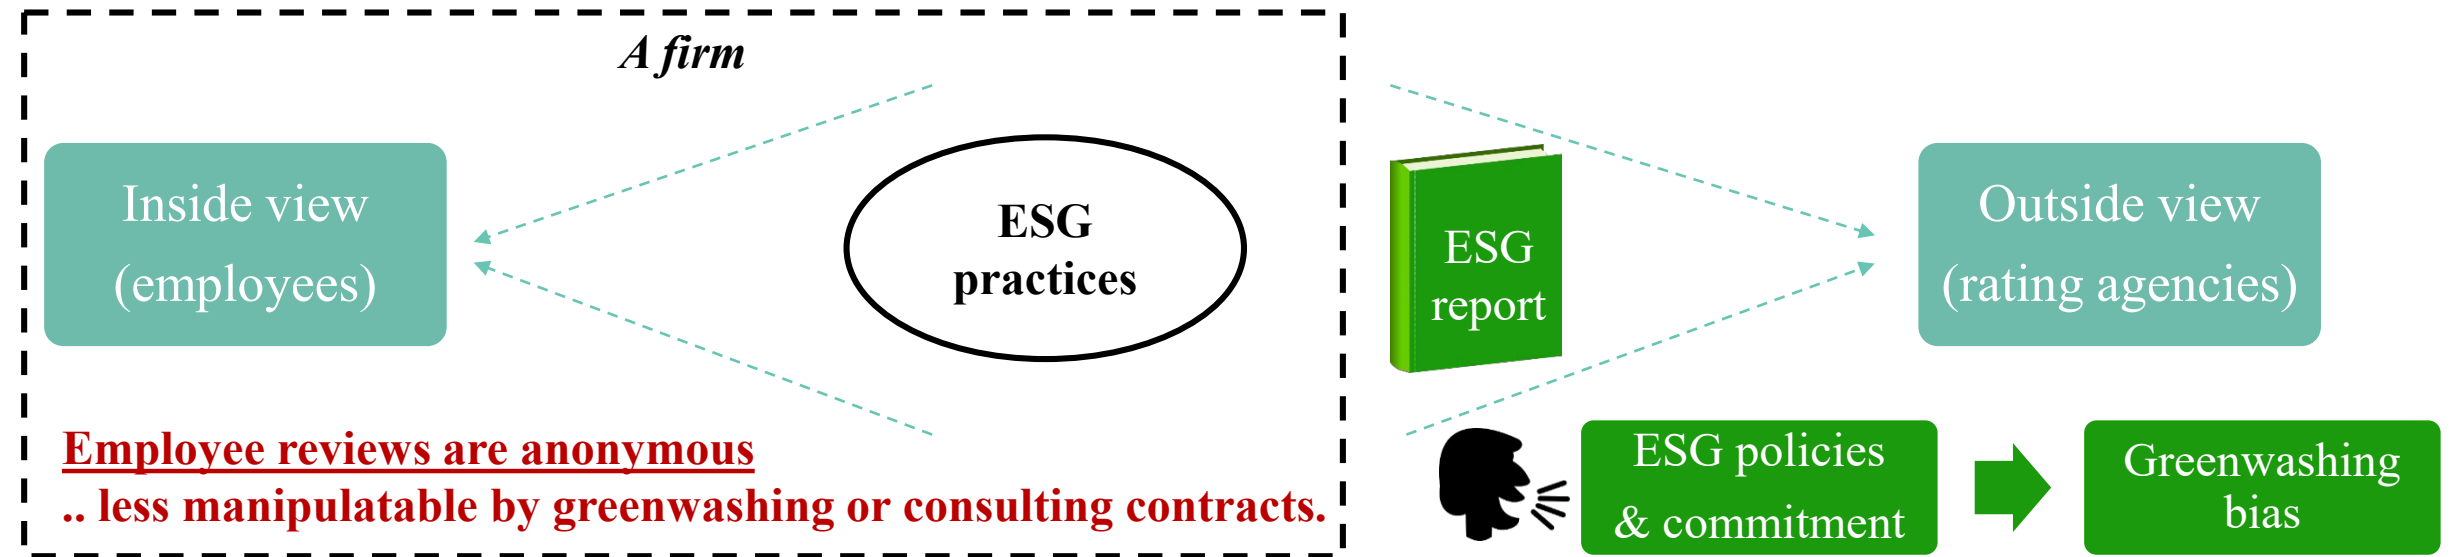 A firm
Inside view
(employees)
ESG
practices
ESG
report
Outside view
(rating agencies)
Employee reviews are anonymous
.. less manipulatable by greenwashing or consulting contracts.
ESG policies
& commitment
Greenwashing
bias